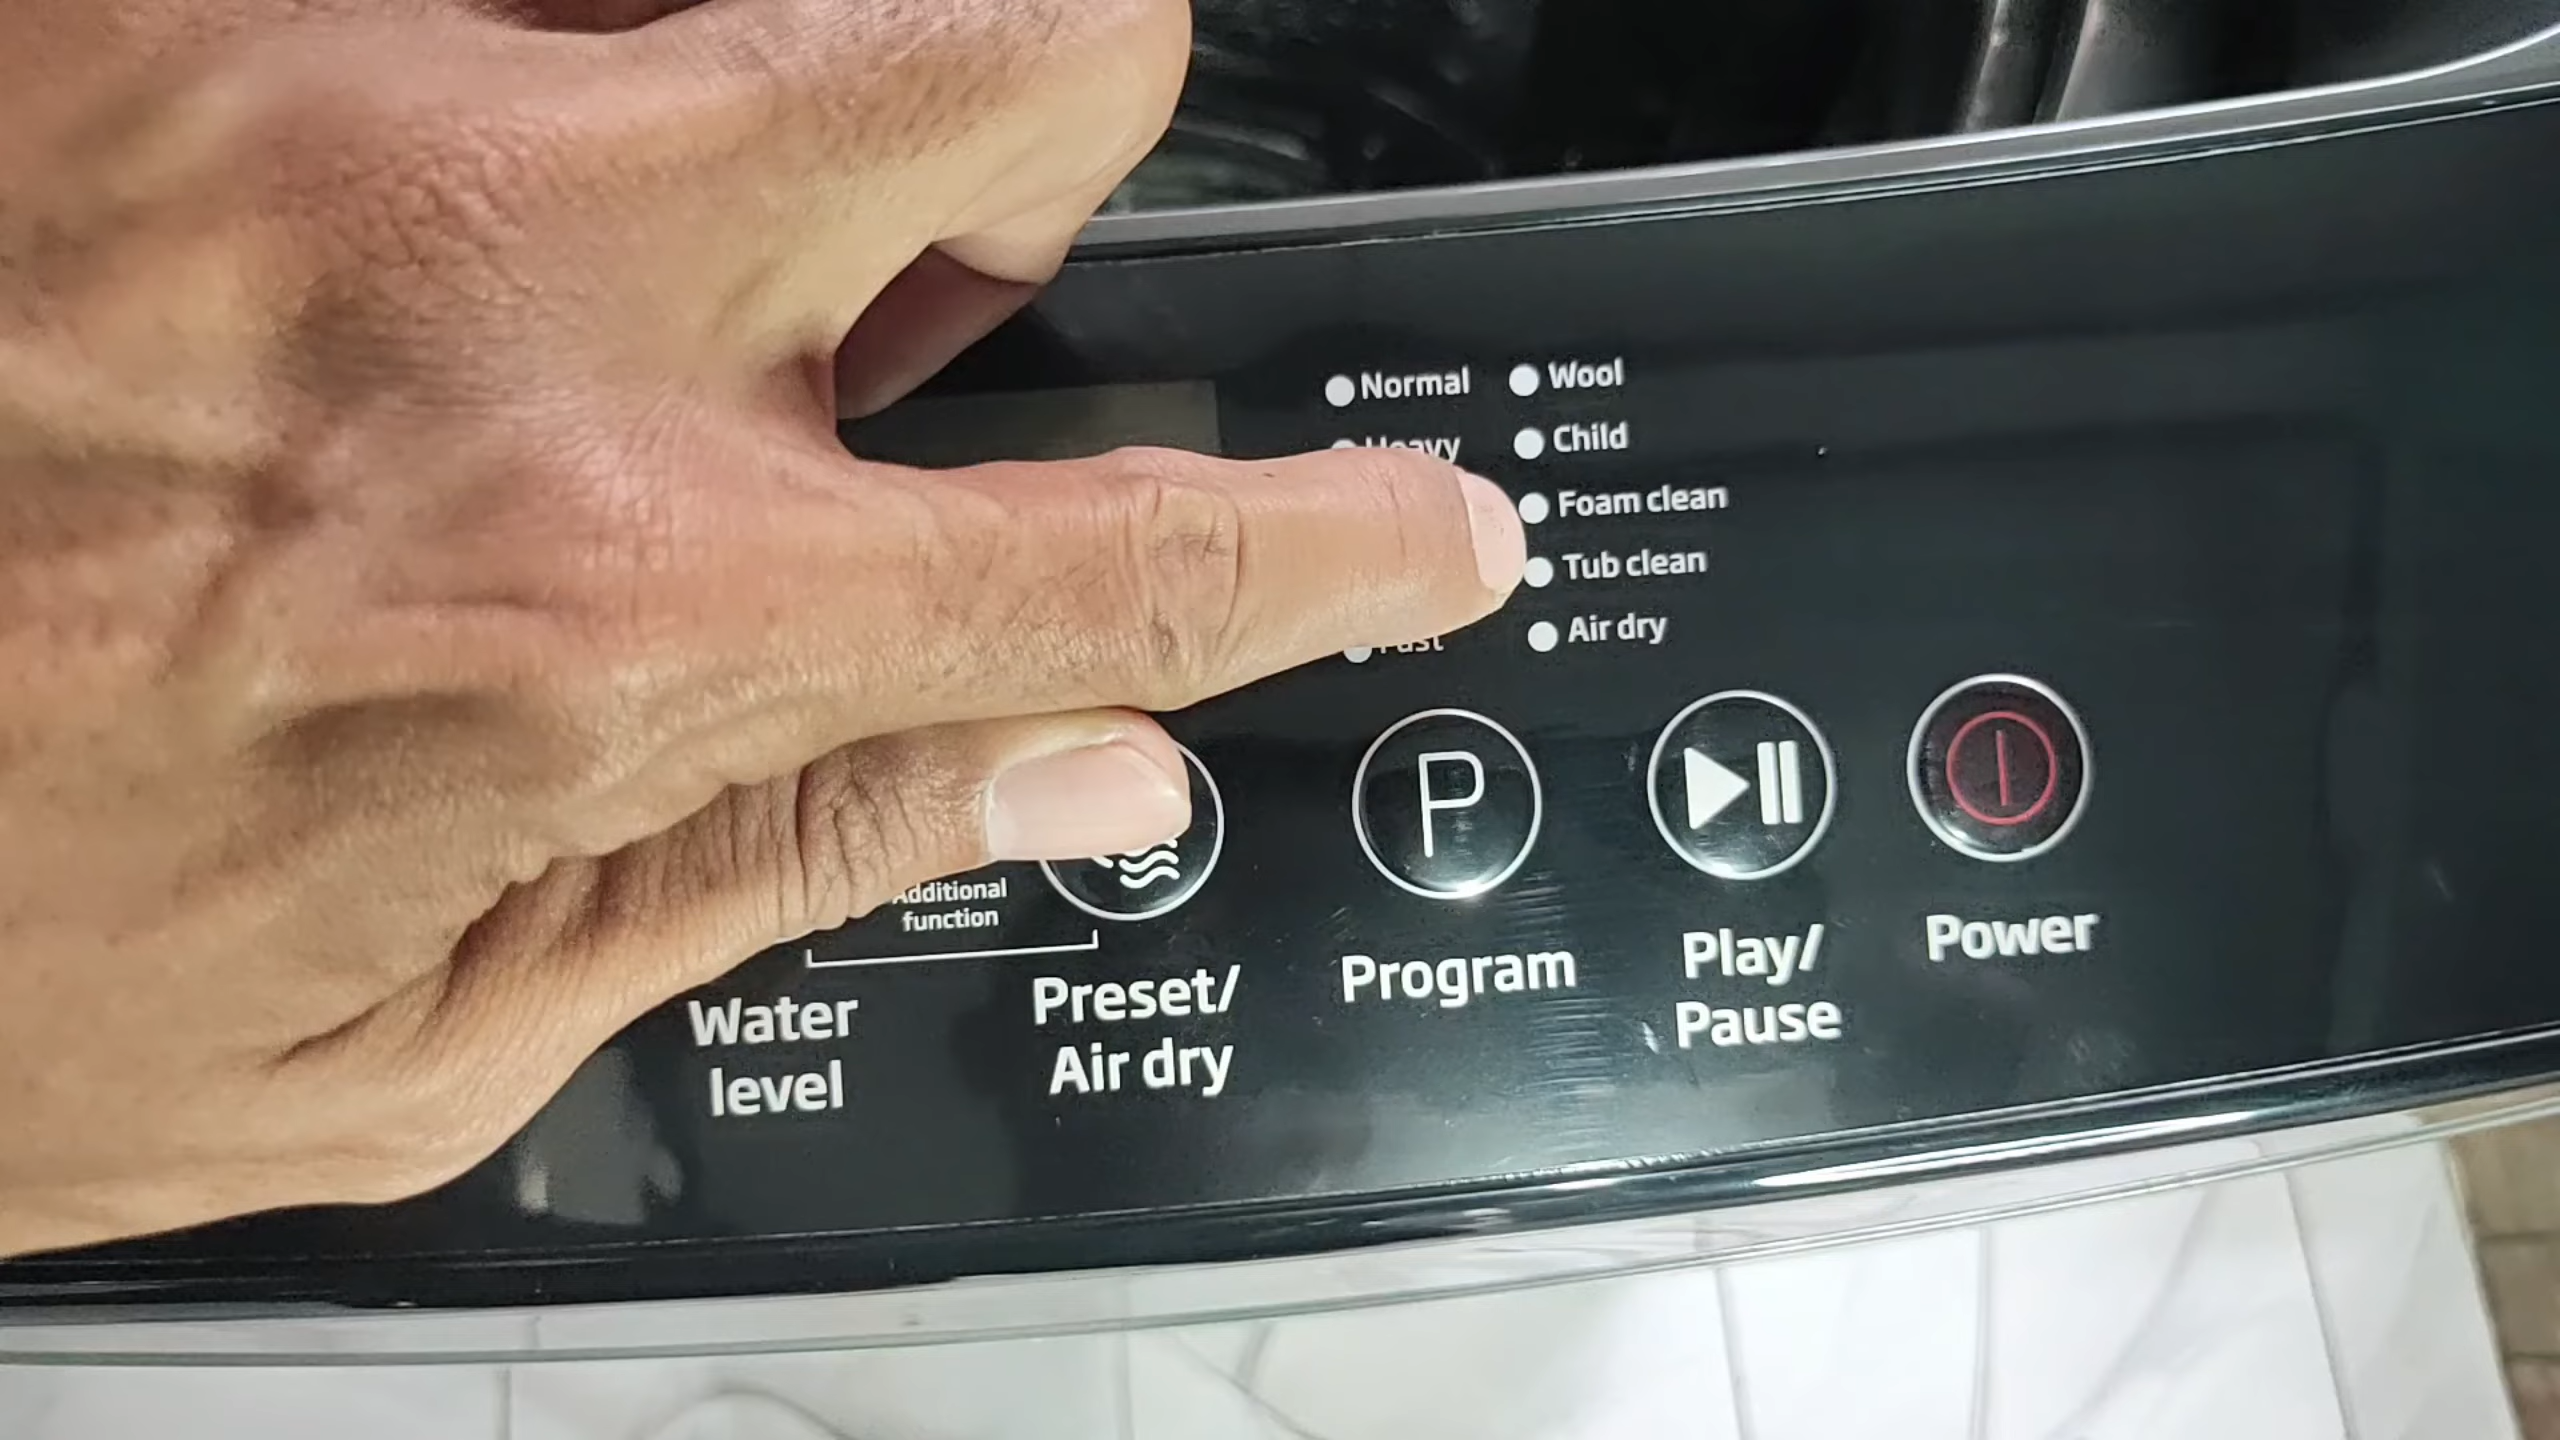 Normal
Wool
Child
Foam clean
Tub clean
Air dry
P
Additional
function
Water
level
Preset/
Air dry
Program
Play/
Pause
Power